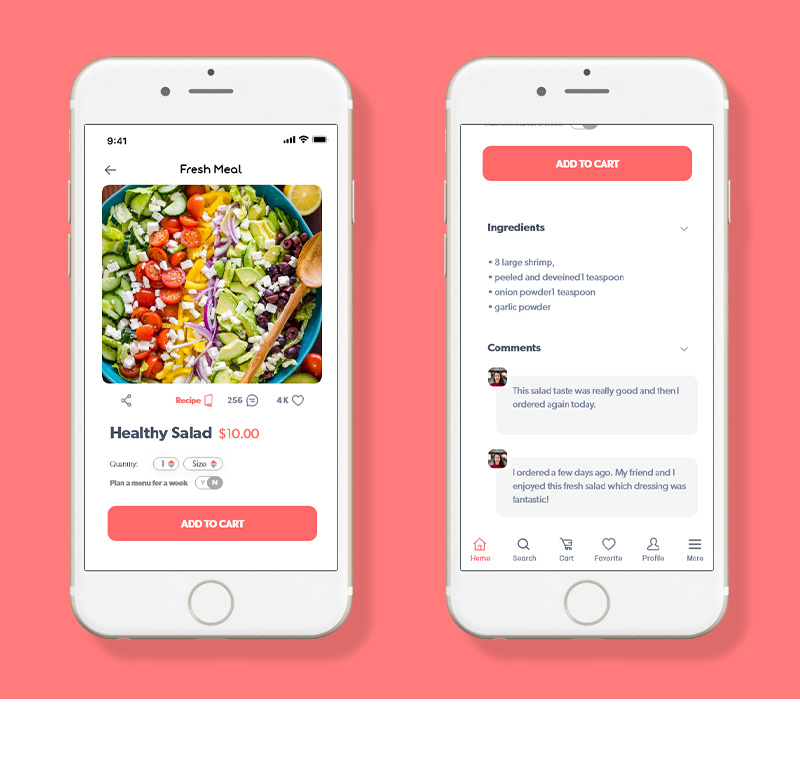 9:41
Fresh Meal
Recipe 256 4K
Healthy Salad $10.00
Quantity: 1 Size
Plan a menu for a week Y N
ADD TO CART
ADD TO CART
Ingredients
• 8 large shrimp,
• peeled and deveined1 teaspoon
• onion powder1 teaspoon
• garlic powder
Comments
This salad taste was really good and then I
ordered again today.
I ordered a few days ago. My friend and I
enjoyed this fresh salad which dressing was
fantastic!
Home Search Cart Favorite Profile More